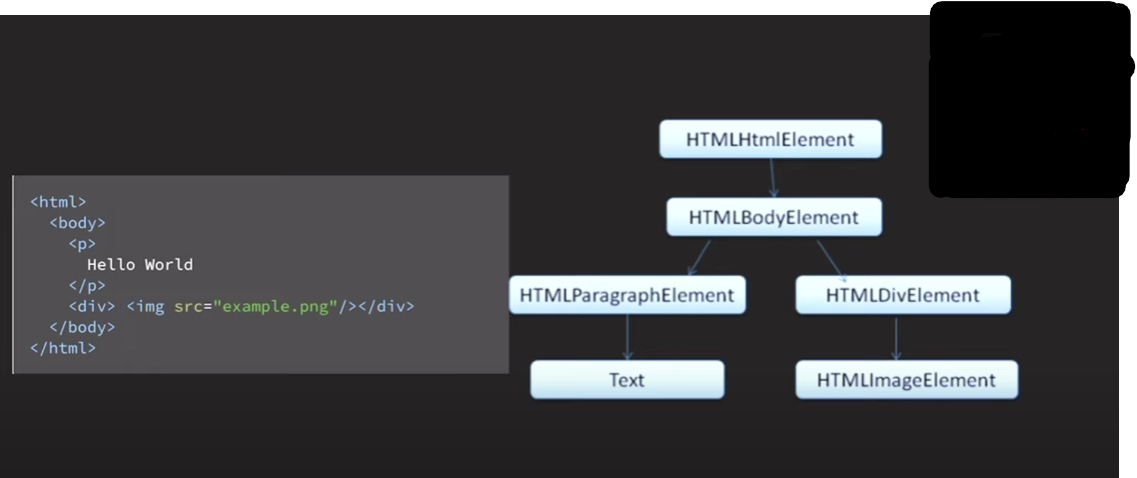 <html>
<body>
<p>
Hello World
</p>
<div> <img src="example.png"/></div>
</body>
</html>
HTMLHtmlElement
HTMLBodyElement
HTMLParagraphElement
HTMLDivElement
Text
HTMLImageElement